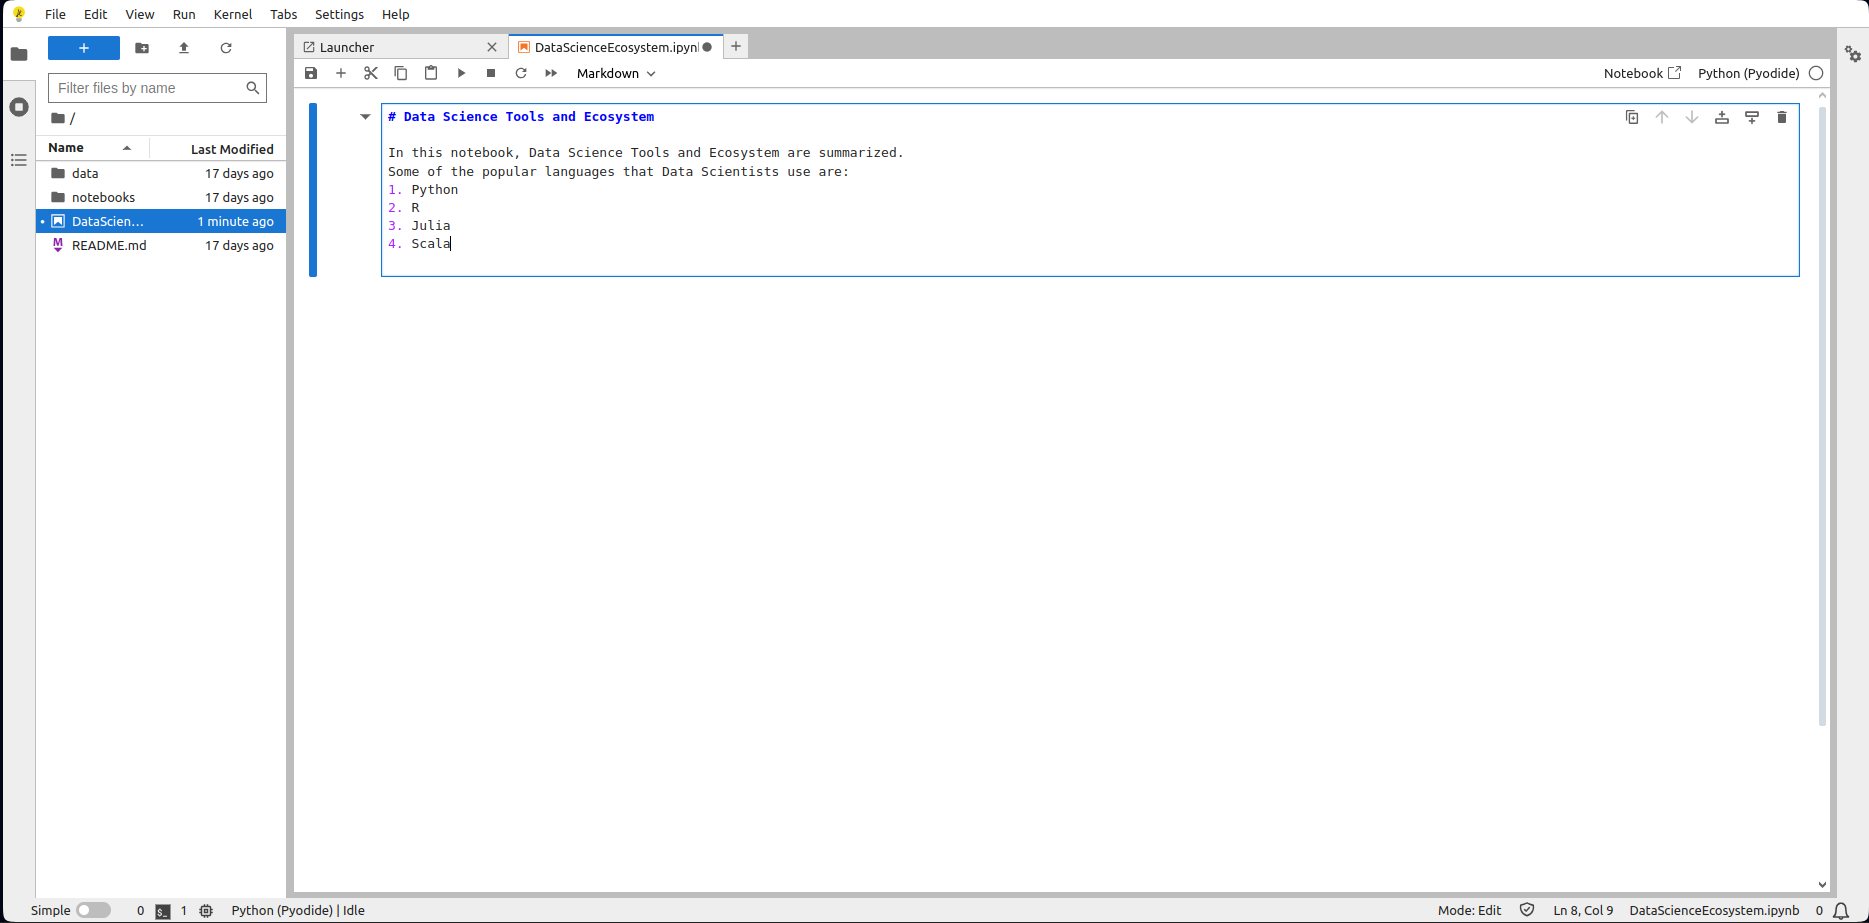 File Edit View Run Kernel Tabs Settings Help
Launcher
DataScienceEcosystem.ipyn
Markdown
Notebook
Python (Pyodide)
Filter files by name
/
Name Last Modified
data 17 days ago
notebooks 17 days ago
DataScien... 1 minute ago
README.md 17 days ago
# Data Science Tools and Ecosystem
In this notebook, Data Science Tools and Ecosystem are summarized.
Some of the popular languages that Data Scientists use are:
1. Python
2. R
3. Julia
4. Scala
Simple 0 $_ 1 Python (Pyodide) | Idle Mode: Edit Ln 8, Col 9 DataScienceEcosystem.ipynb 0